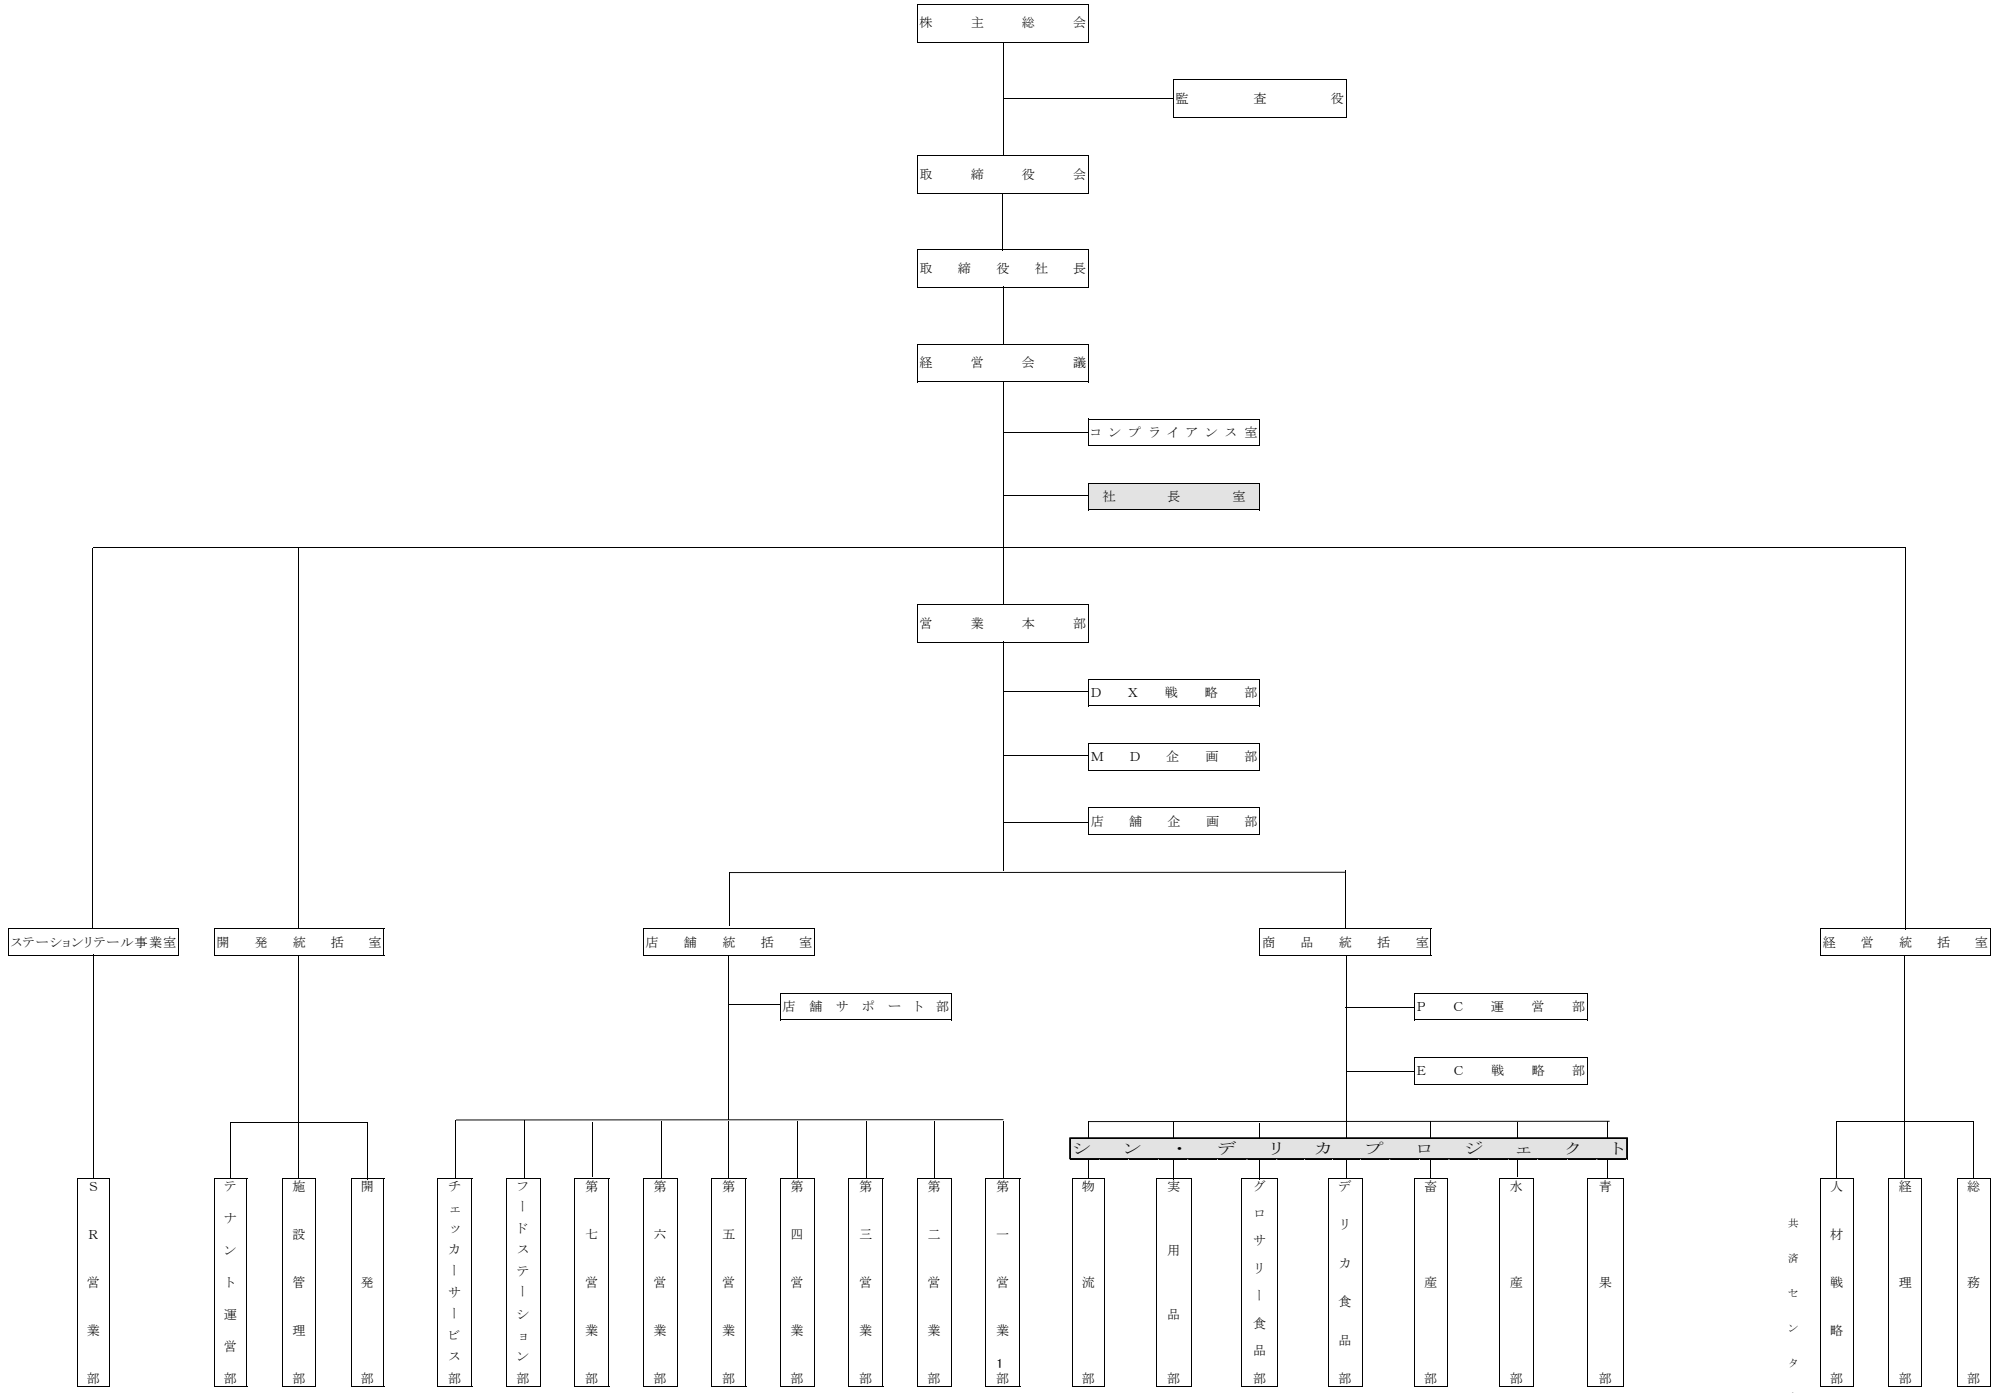 株主総会
監査役
取締役会
取締役社長
経営会議
コンプライアンス室
社長室
営業本部
DX戦略部
MD企画部
店舗企画部
ステーションリテール事業室
開発統括室
店舗統括室
商品統括室
経営統括室
店舗サポート部
PC運営部
EC戦略部
シン・デリカプロジェクト
SR営業部
テナント運営部
施設管理部
開発部
チェッカーサービス部
フードステーション部
第七営業部
第六営業部
第五営業部
第四営業部
第三営業部
第二営業部
第一営業部
1
物流部
実用品部
グロサリー食品部
デリカ食品部
畜産部
水産部
青果部
共済センタ
人材戦略部
経理部
総務部